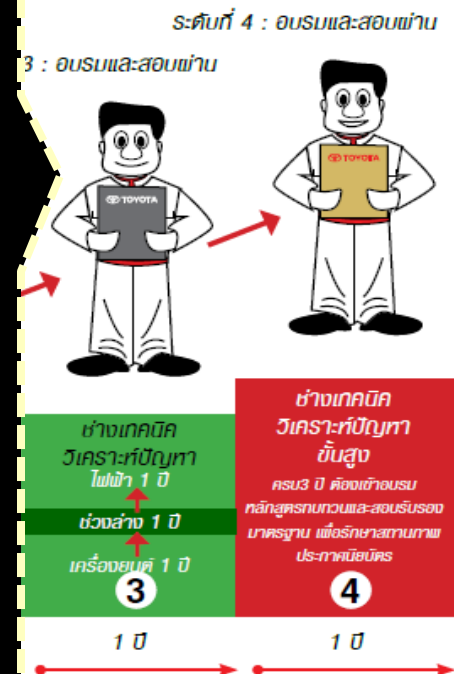 ระดับที่ 4 : อบรมและสอบผ่าน
3 : อบรมและสอบผ่าน
TOYOTA
TOYOTA
ช่างเทคนิค
วิเคราะห์ปัญหา
ไฟฟ้า 1 ปี
ช่วงล่าง 1 ปี
เครื่องยนต์ 1 ปี
3
ช่างเทคนิค
วิเคราะห์ปัญหา
ขั้นสูง
ครบ3 ปี ต้องเข้าอบรม
หลักสูตรทบทวนและสอบรับรอง
มาตรฐาน เพื่อรักษาสถานภาพ
ประกาศนียบัตร
4
1 ปี
1 ปี